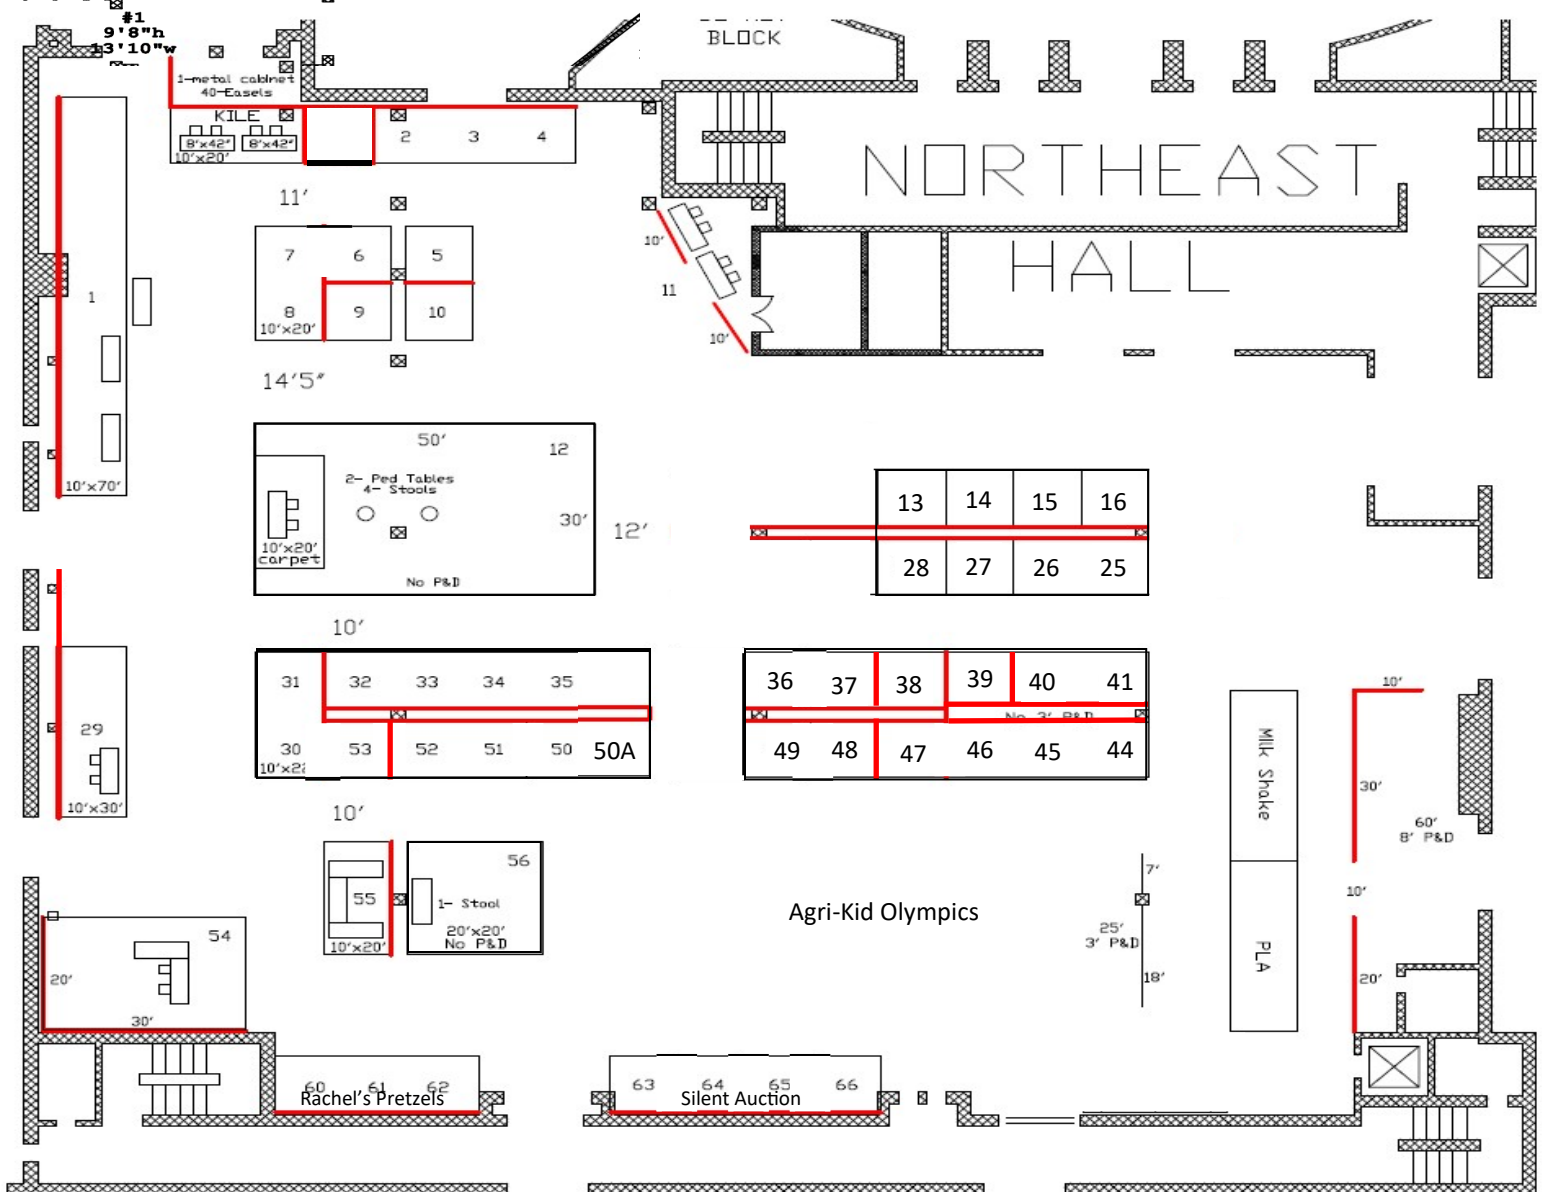 #1
9'8"h
13'10"w
BLOCK
1-metal cabinet
40-Easels
KILE
8'x42" 8'x42"
10'x20'
2 3 4
NORTHEAST
HALL
11'
7 6 5
8 9 10
10'x20'
10'
11
10'
1
14'5"
10'x70'
50'
12
2- Ped Tables
4- Stools
30'
12'
10'x20'
carpet
No P&D
13 14 15 16
28 27 26 25
10'
31 32 33 34 35
30 53 52 51 50 50A
36 37 38 39 40 41
No 3' P&D
49 48 47 46 45 44
29
10'x30'
10'
10'
30'
60'
8' P&D
10'
20'
Milk Shake
PLA
55
10'x20'
56
1- Stool
20'x20'
No P&D
Agri-Kid Olympics
7'
25'
3' P&D
18'
54
20'
30'
60 61 62
Rachel's Pretzels
63 64 65 66
Silent Auction